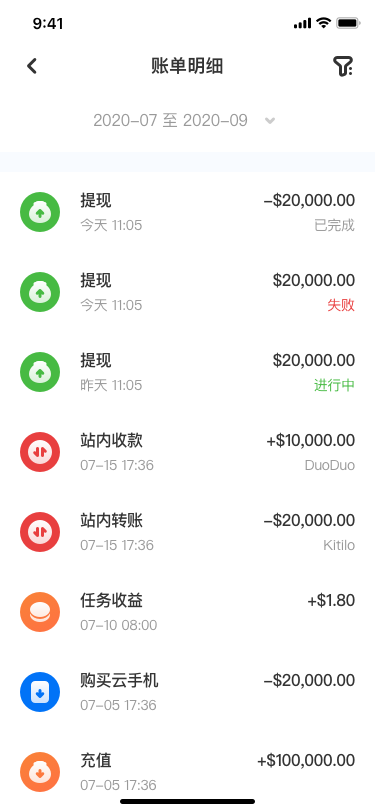 9:41
账单明细
2020-07 至 2020-09
提现
-$20,000.00
今天 11:05
已完成
提现
$20,000.00
今天 11:05
失败
提现
$20,000.00
昨天 11:05
进行中
站内收款
+$10,000.00
07-15 17:36
DuoDuo
站内转账
-$20,000.00
07-15 17:36
Kitilo
任务收益
+$1.80
07-10 08:00
购买云手机
-$20,000.00
07-05 17:36
充值
+$100,000.00
07-05 17:36